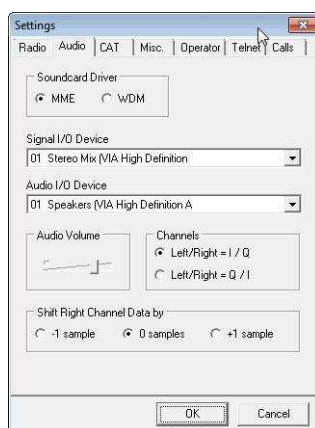 Settings
Radio Audio CAT Misc. Operator Telnet Calls
Soundcard Driver
MME WDM
Signal I/O Device
01 Stereo Mix (VIA High Definition
Audio I/O Device
01 Speakers (VIA High Definition A
Audio Volume Channels
Left/Right = I / Q
Left/Right = Q / I
Shift Right Channel Data by
-1 sample 0 samples +1 sample
OK Cancel